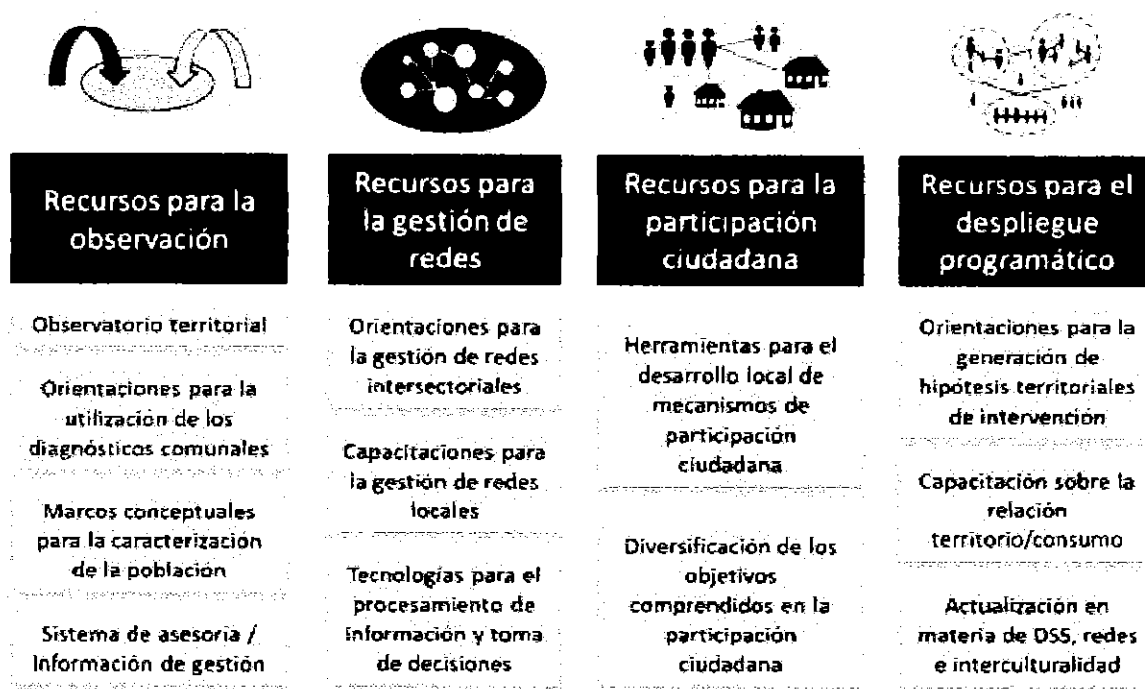 Recursos para la
observación
Observatorio territorial
Orientaciones para la
utilización de los
diagnósticos comunales
Marcos conceptuales
para la caracterización
de la población
Sistema de asesoría /
Información de gestión
Recursos para
la gestión de
redes
Orientaciones para
la gestión de redes
intersectoriales
Capacitaciones para
la gestión de redes
locales
Tecnologías para el
procesamiento de
Información y toma
de decisiones
Recursos para la
participación
ciudadana
Herramientas para el
desarrollo local de
mecanismos de
participación
ciudadana
Diversificación de los
objetivos
comprendidos en la
participación
ciudadana
Recursos para el
despliegue
programático
Orientaciones para la
generación de
hipótesis territoriales
de intervención
Capacitación sobre la
relación
territorio/consumo
Actualización en
materia de DSS, redes
e interculturalidad